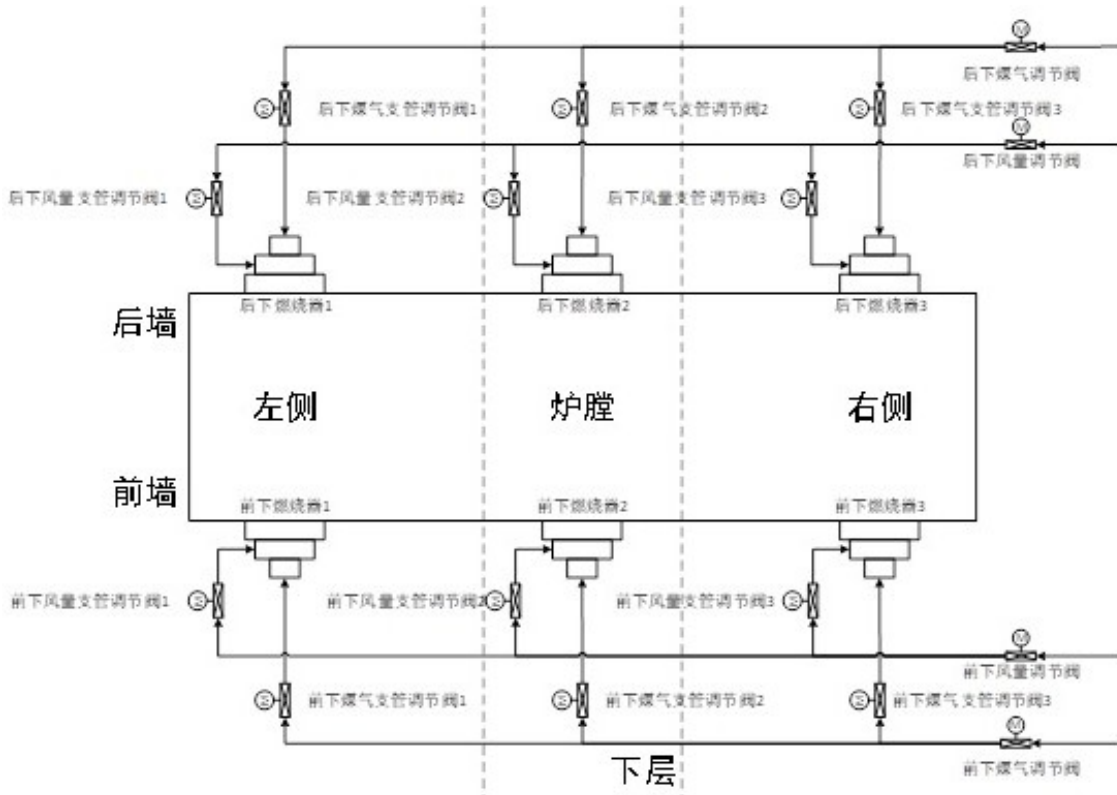 M
后下煤气调节阀
M 后下煤气支管调节阀1
M 后下煤气支管调节阀2
M 后下煤气支管调节阀3
M
后下风量调节阀
后下风量支管调节阀1 M
后下风量支管调节阀2 M
后下风量支管调节阀3 M
后下燃烧器1
后下燃烧器2
后下燃烧器3
后墙
左侧
炉膛
右侧
前墙
前下燃烧器1
前下燃烧器2
前下燃烧器3
前下风量支管调节阀1 M
前下风量支管调节阀2 M
前下风量支管调节阀3 M
M
前下风量调节阀
M 前下煤气支管调节阀1
M 前下煤气支管调节阀2
M 前下煤气支管调节阀3
M
前下煤气调节阀
下层